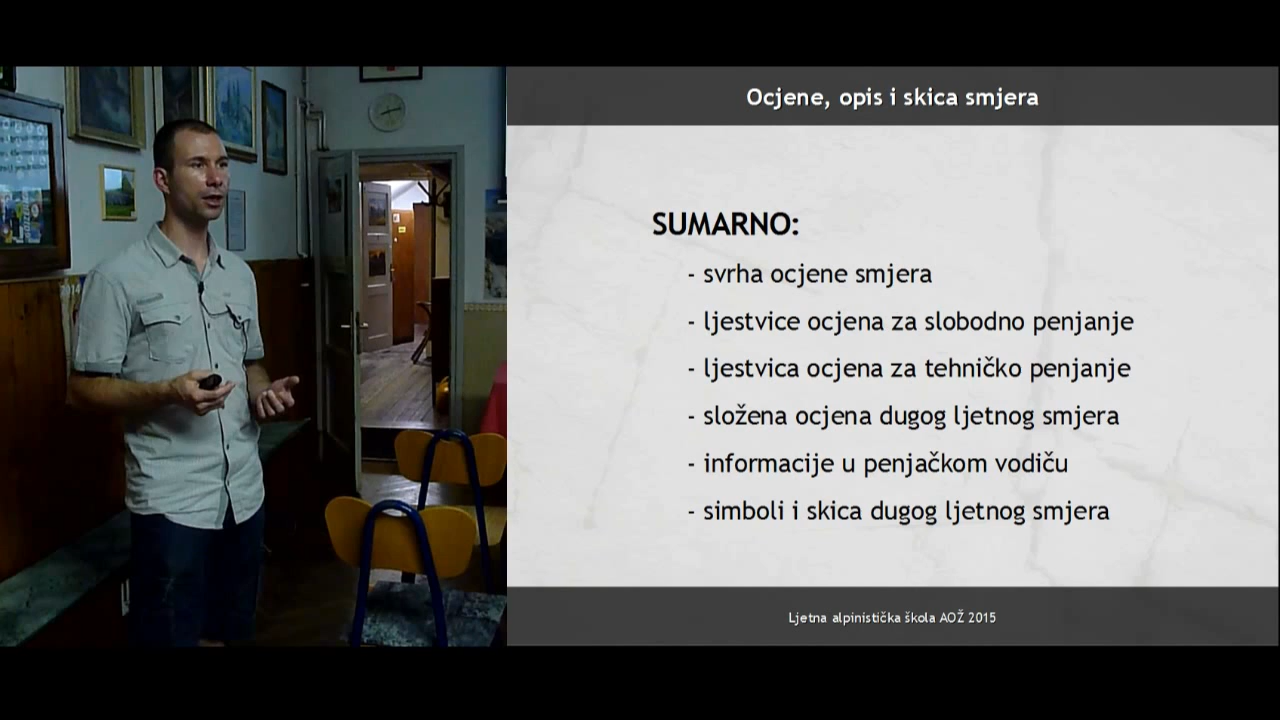 Ocjene, opis i skica smjera
SUMARNO:
- svrha ocjene smjera
- ljestvice ocjena za slobodno penjanje
- ljestvica ocjena za tehničko penjanje
- složena ocjena dugog ljetnog smjera
- informacije u penjačkom vodiču
- simboli i skica dugog ljetnog smjera
Ljetna alpinistička škola AOŽ 2015